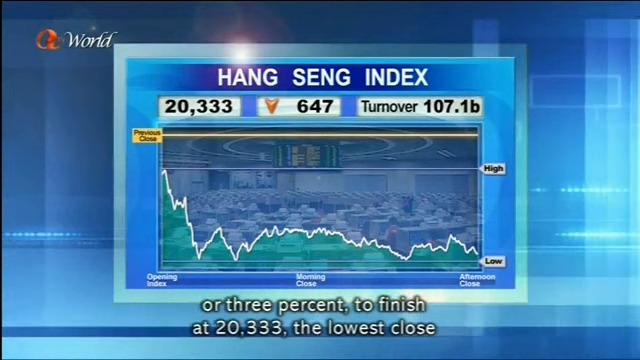 World
HANG SENG INDEX
20,333
647
Turnover 107.1b
Previous
Close
High
Low
Opening
Index
Morning
Close
Afternoon
Close
or three percent, to finish
at 20,333, the lowest close